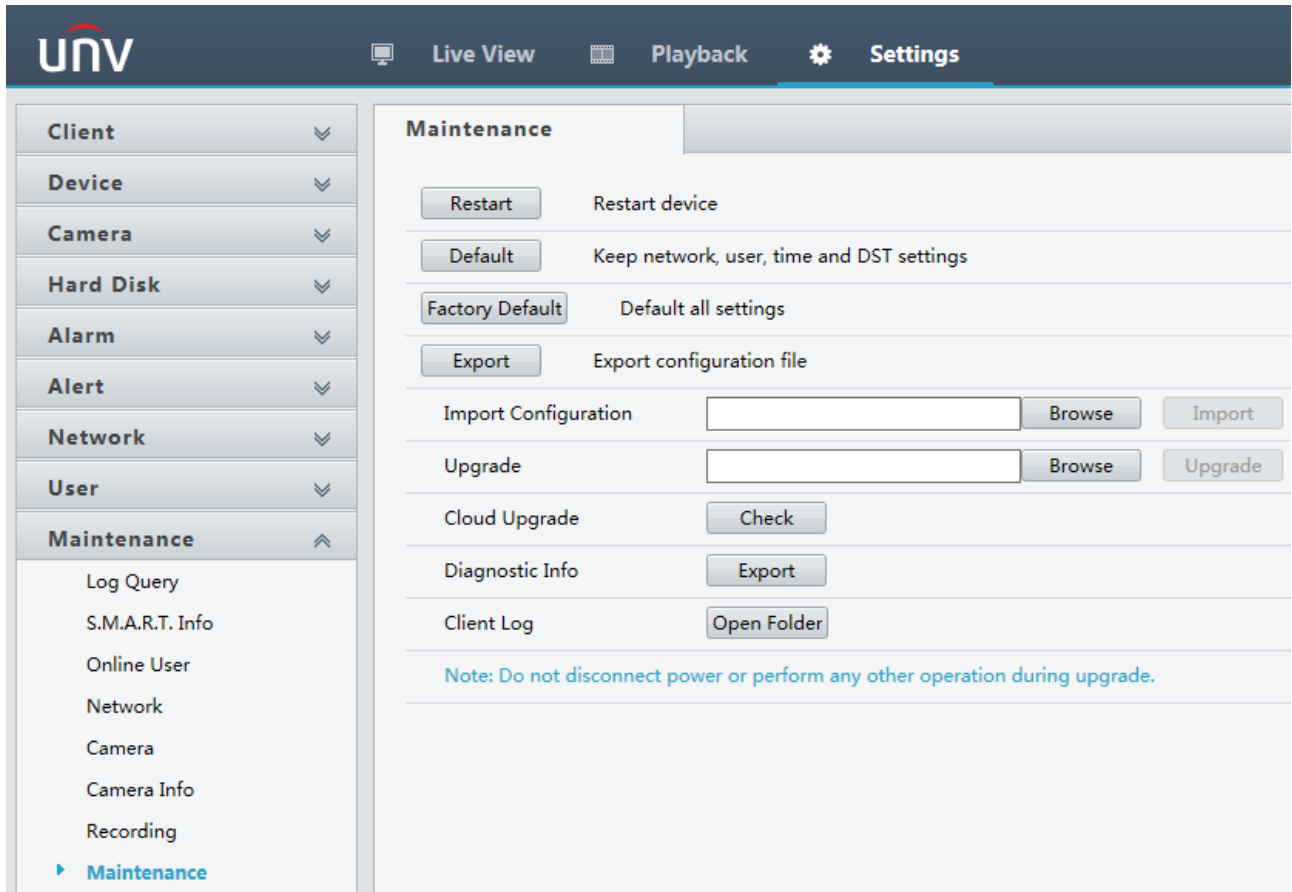 unv
Live View
Playback
Settings
Client
Device
Camera
Hard Disk
Alarm
Alert
Network
User
Maintenance
Log Query
S.M.A.R.T. Info
Online User
Network
Camera
Camera Info
Recording
Maintenance
Maintenance
Restart Restart device
Default Keep network, user, time and DST settings
Factory Default Default all settings
Export Export configuration file
Import Configuration Browse Import
Upgrade Browse Upgrade
Cloud Upgrade Check
Diagnostic Info Export
Client Log Open Folder
Note: Do not disconnect power or perform any other operation during upgrade.